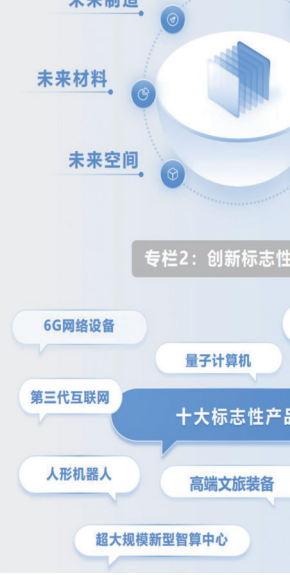 未来制造
未来材料
未来空间
专栏2：创新标志性
6G网络设备
量子计算机
第三代互联网
十大标志性产品
人形机器人
高端文旅装备
超大规模新型智算中心